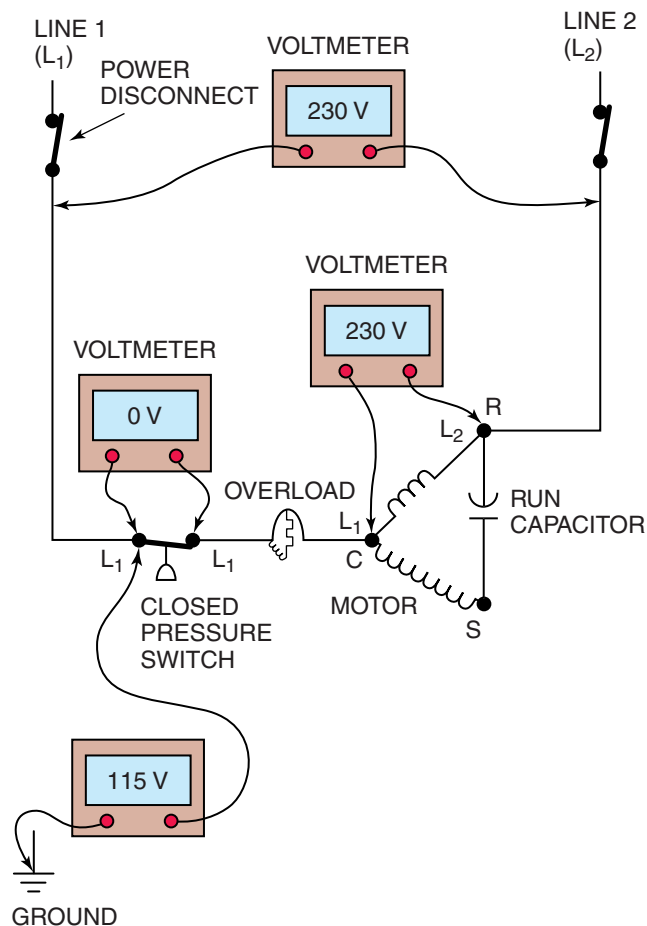 LINE 1
(L1)
POWER
DISCONNECT
VOLTMETER
230 V
LINE 2
(L2)
VOLTMETER
230 V
VOLTMETER
0 V
R
L2
OVERLOAD
L1
RUN
CAPACITOR
L1
L1
C
MOTOR
S
CLOSED
PRESSURE
SWITCH
115 V
GROUND